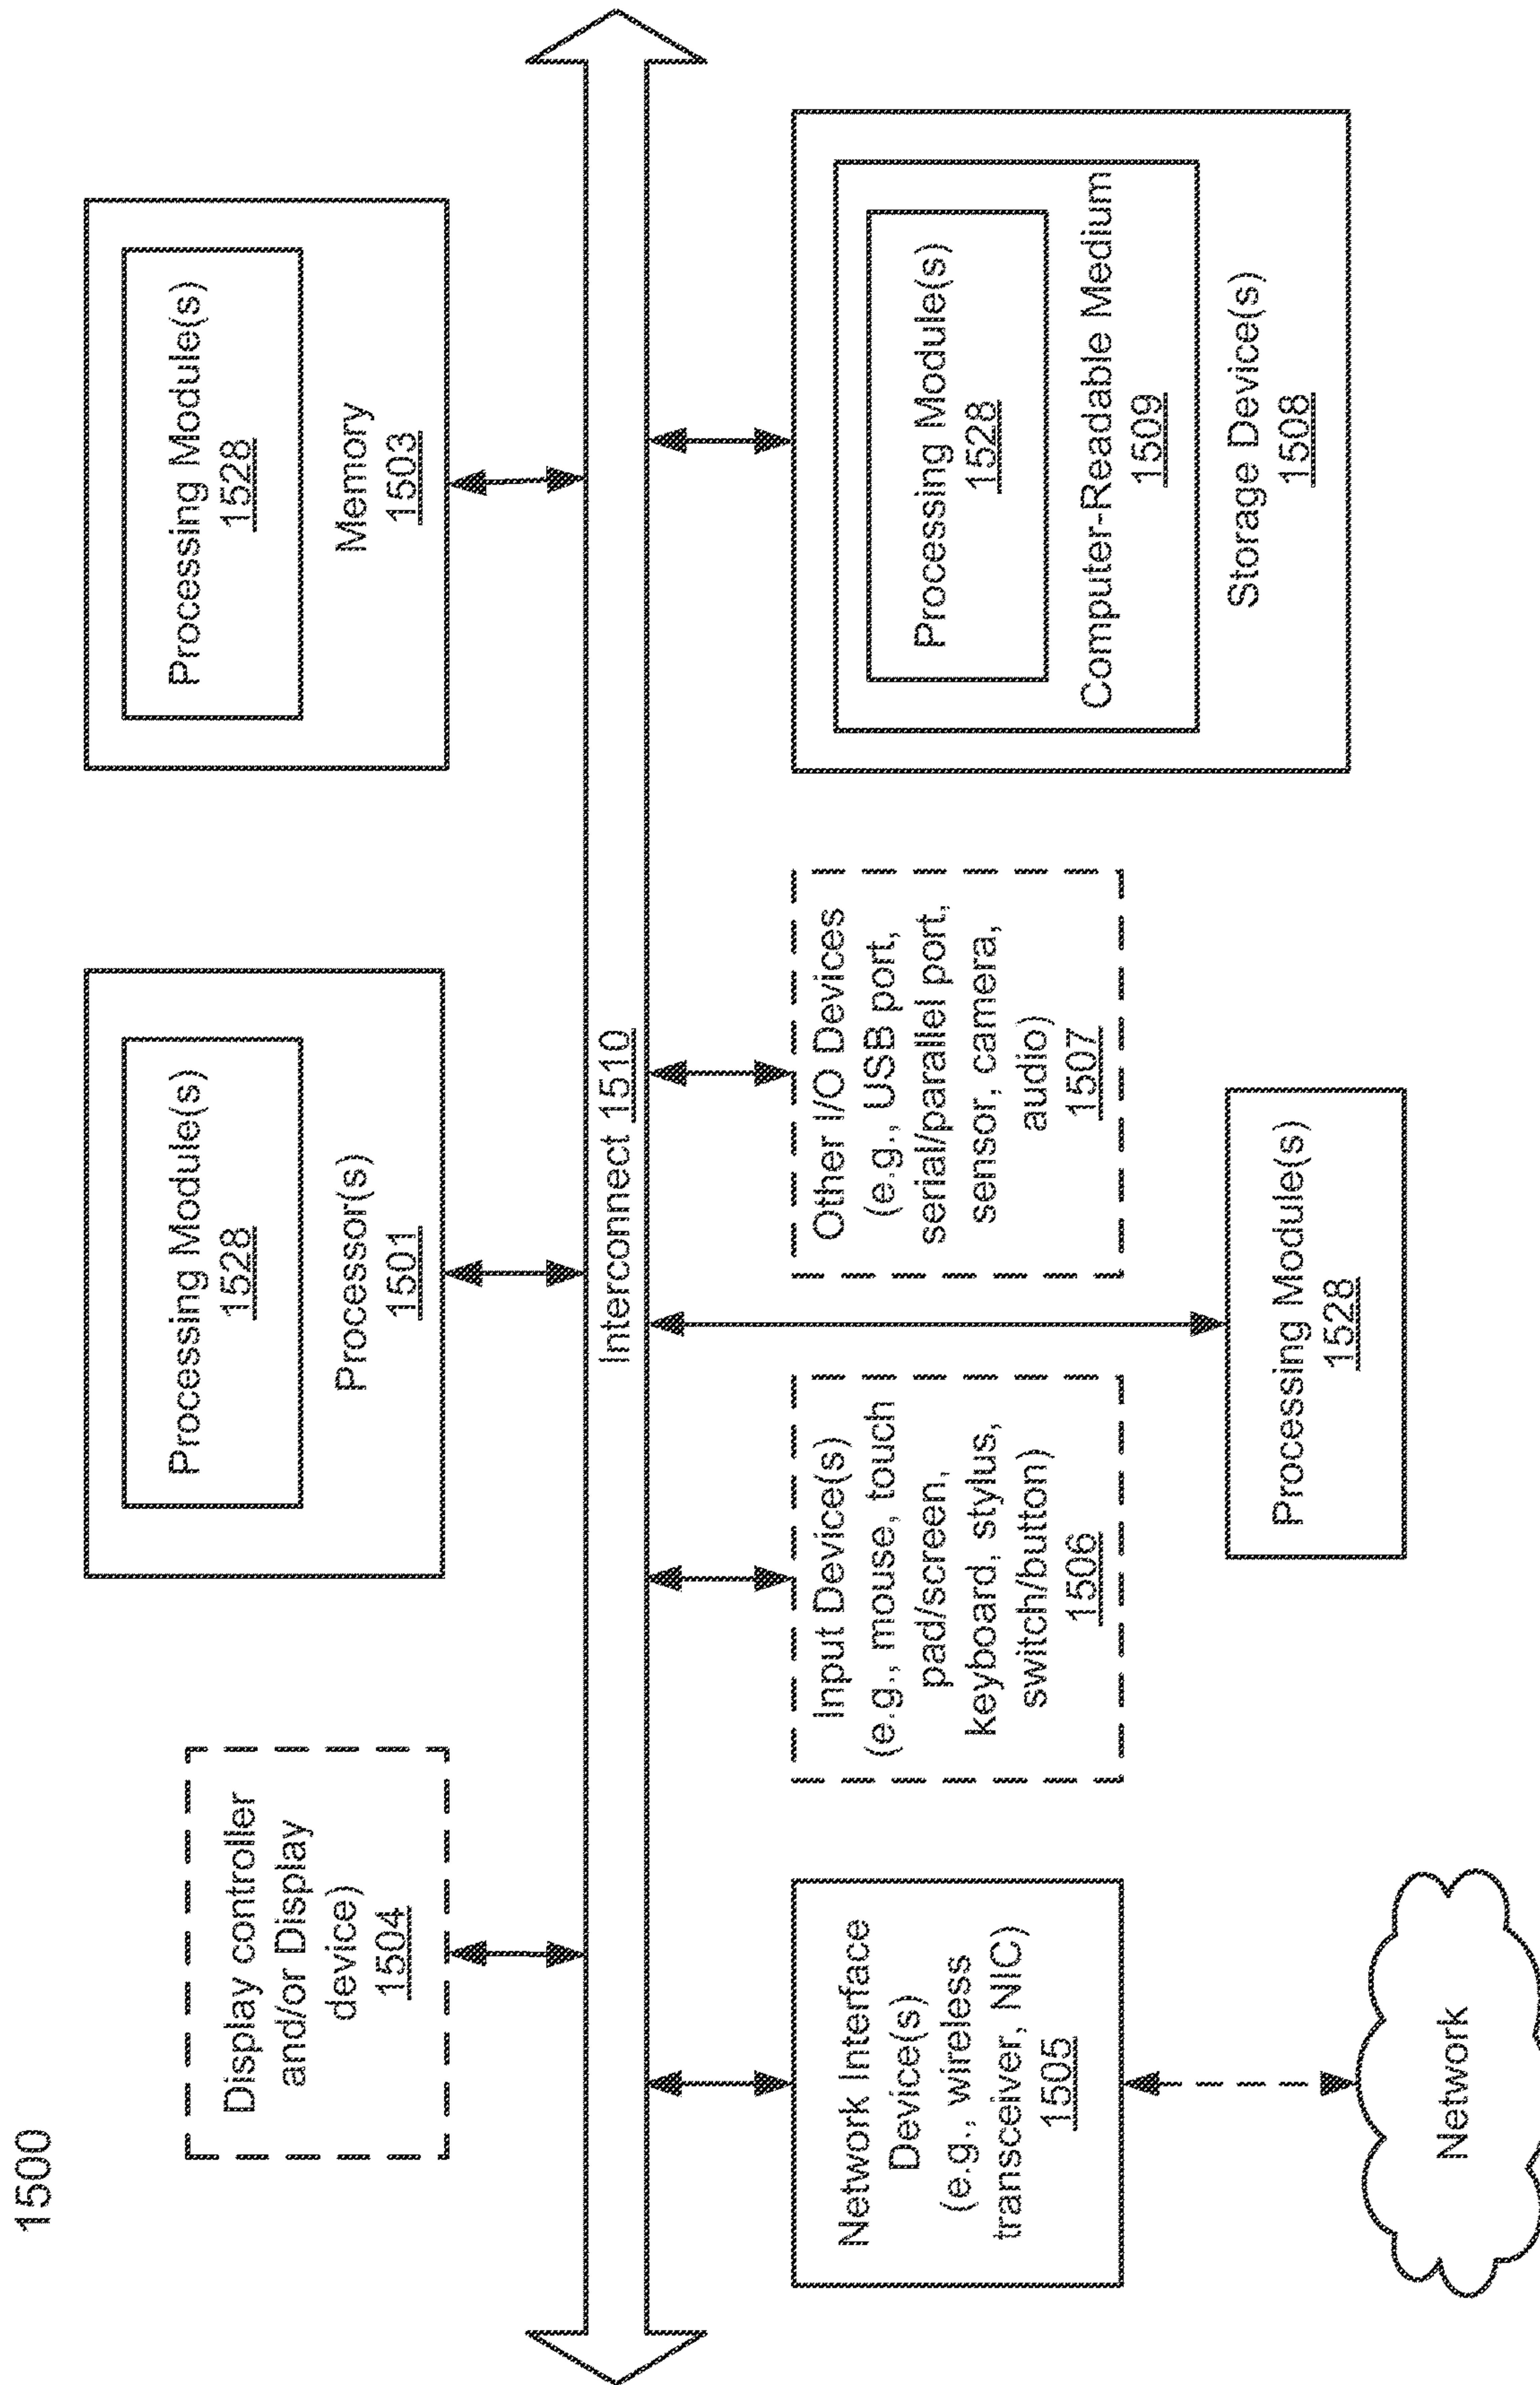 1500
Display controller
and/or Display
device)
1504
Processing Module(s)
1528
Processor(s)
1501
Processing Module(s)
1528
Memory
1503
Interconnect 1510
Network Interface
Device(s)
(e.g., wireless
transceiver, NIC)
1505
Input Device(s)
(e.g., mouse, touch
pad/screen,
keyboard, stylus,
switch/button)
1506
Other I/O Devices
(e.g., USB port,
serial/parallel port,
sensor, camera,
audio)
1507
Processing Module(s)
1528
Computer-Readable Medium
1509
Storage Device(s)
1508
Processing Module(s)
1528
Network